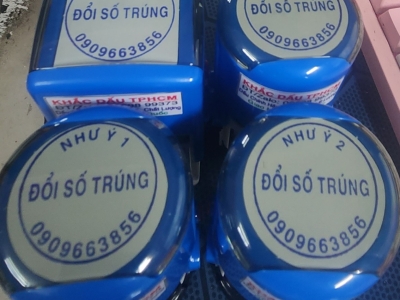 ĐỔI SỐ TRÚNG
0909663856
ĐỔI SỐ TRÚNG
0909663856
KHẮC DẤU TPHCM
99373
KHẮC DẤU TPHCM
NHƯ Ý 1
ĐỔI SỐ TRÚNG
0909663856
NHƯ Ý 2
ĐỔI SỐ TRÚNG
0909663856